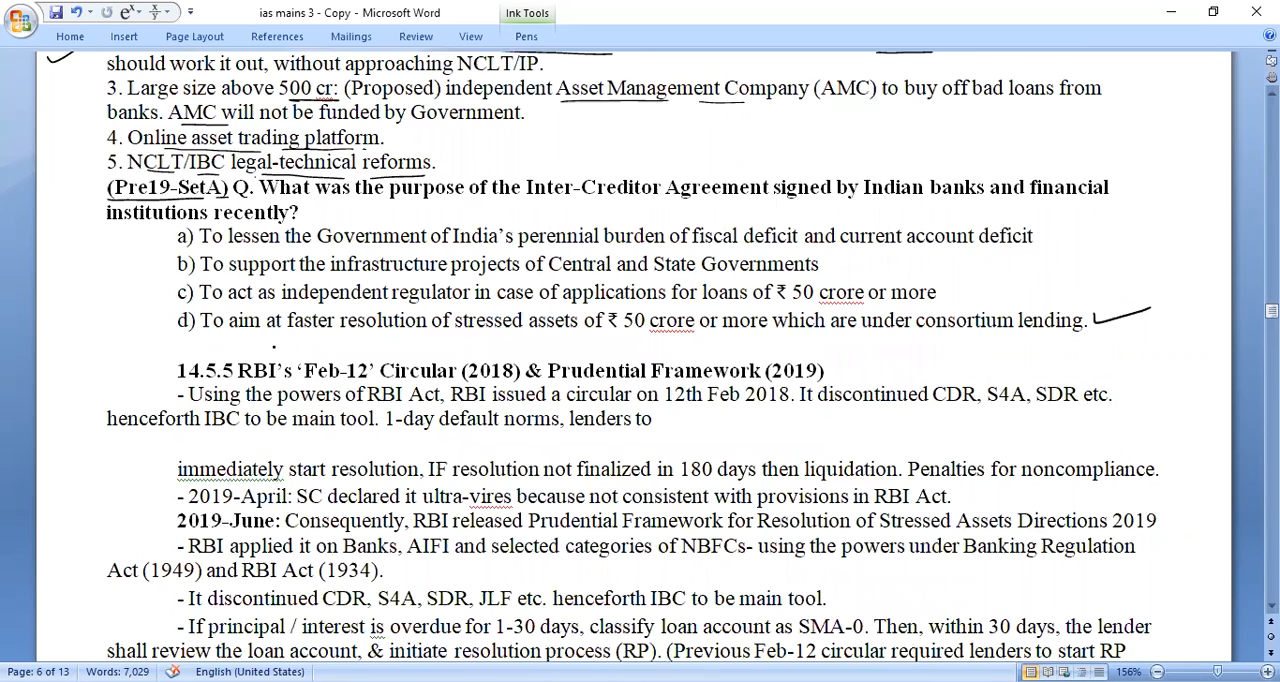 ias mains 3 - Copy - Microsoft Word
Ink Tools
Home Insert Page Layout References Mailings Review View Pens
should work it out, without approaching NCLT/IP.
3. Large size above 500 cr: (Proposed) independent Asset Management Company (AMC) to buy off bad loans from
banks. AMC will not be funded by Government.
4. Online asset trading platform.
5. NCLT/IBC legal-technical reforms.
(Pre19-SetA) Q. What was the purpose of the Inter-Creditor Agreement signed by Indian banks and financial
institutions recently?
a) To lessen the Government of India's perennial burden of fiscal deficit and current account deficit
b) To support the infrastructure projects of Central and State Governments
c) To act as independent regulator in case of applications for loans of ₹ 50 crore or more
d) To aim at faster resolution of stressed assets of ₹ 50 crore or more which are under consortium lending.
14.5.5 RBI's 'Feb-12' Circular (2018) & Prudential Framework (2019)
- Using the powers of RBI Act, RBI issued a circular on 12th Feb 2018. It discontinued CDR, S4A, SDR etc.
henceforth IBC to be main tool. 1-day default norms, lenders to
immediately start resolution, IF resolution not finalized in 180 days then liquidation. Penalties for noncompliance.
- 2019-April: SC declared it ultra-vires because not consistent with provisions in RBI Act.
2019-June: Consequently, RBI released Prudential Framework for Resolution of Stressed Assets Directions 2019
- RBI applied it on Banks, AIFI and selected categories of NBFCs- using the powers under Banking Regulation
Act (1949) and RBI Act (1934).
- It discontinued CDR, S4A, SDR, JLF etc. henceforth IBC to be main tool.
- If principal / interest is overdue for 1-30 days, classify loan account as SMA-0. Then, within 30 days, the lender
shall review the loan account, & initiate resolution process (RP). (Previous Feb-12 circular required lenders to start RP
Page: 6 of 13 Words: 7,029 English (United States) 156%